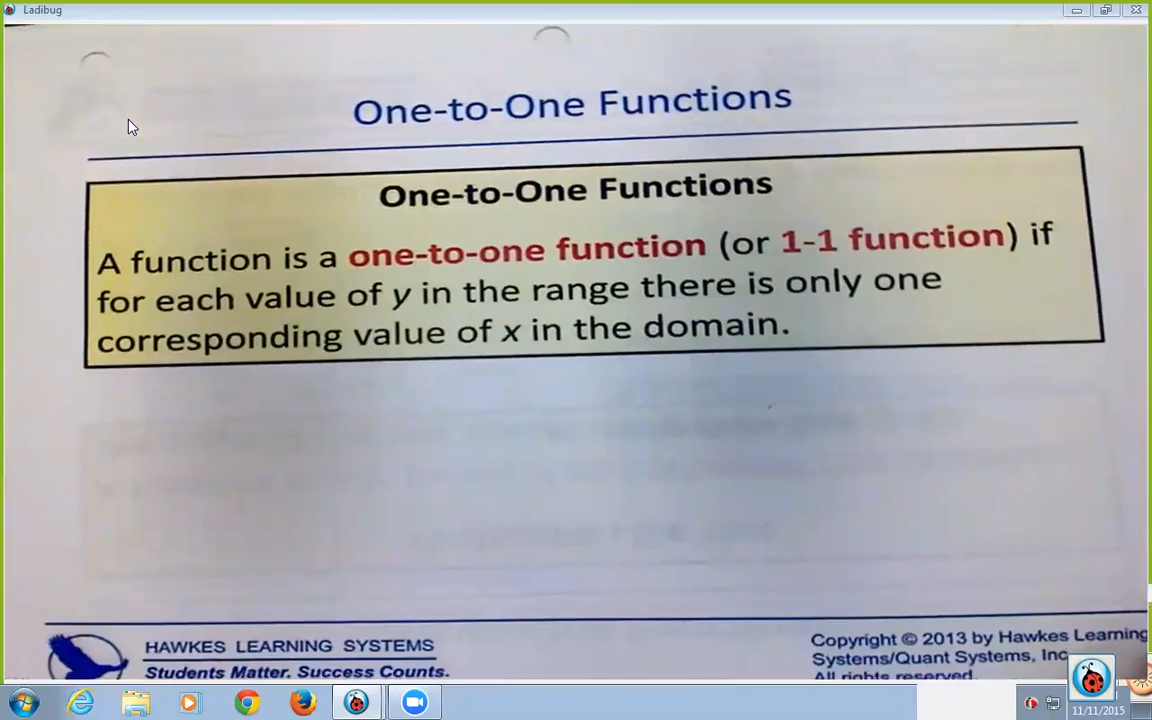 Ladibug
One-to-One Functions
One-to-One Functions
A function is a one-to-one function (or 1-1 function) if
for each value of y in the range there is only one
corresponding value of x in the domain.
HAWKES LEARNING SYSTEMS
Students Matter. Success Counts.
Copyright © 2013 by Hawkes Learning
Systems/Quant Systems, Inc
All rights reserved.
11/11/2015